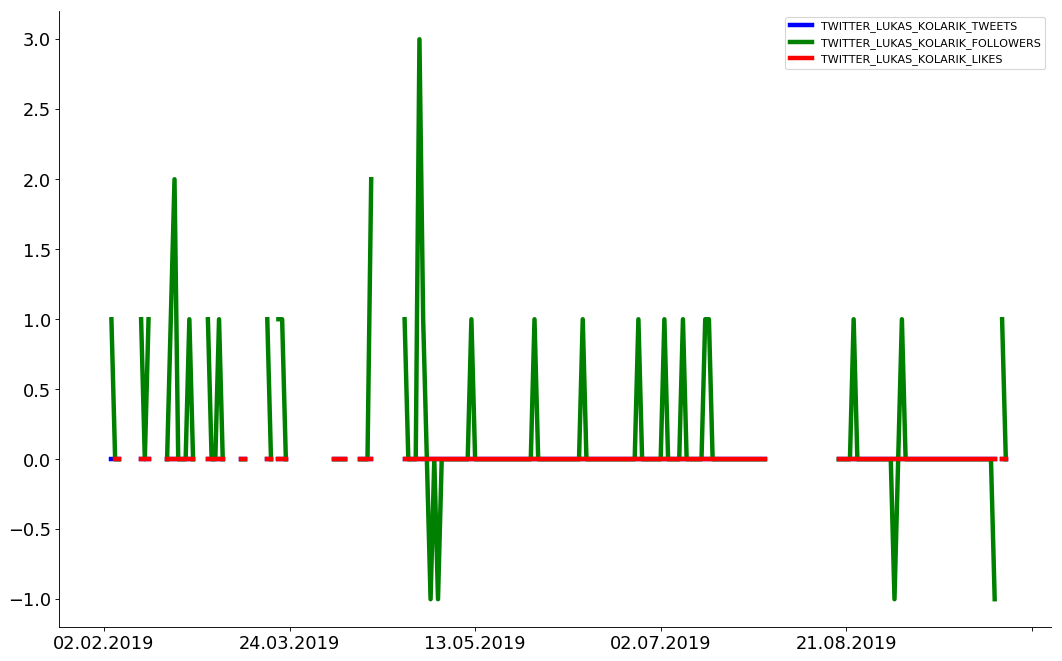 TWITTER_LUKAS_KOLARIK_TWEETS
TWITTER_LUKAS_KOLARIK_FOLLOWERS
TWITTER_LUKAS_KOLARIK_LIKES
3.0
2.5
2.0
1.5
1.0
0.5
0.0
−0.5
−1.0
02.02.2019 24.03.2019 13.05.2019 02.07.2019 21.08.2019